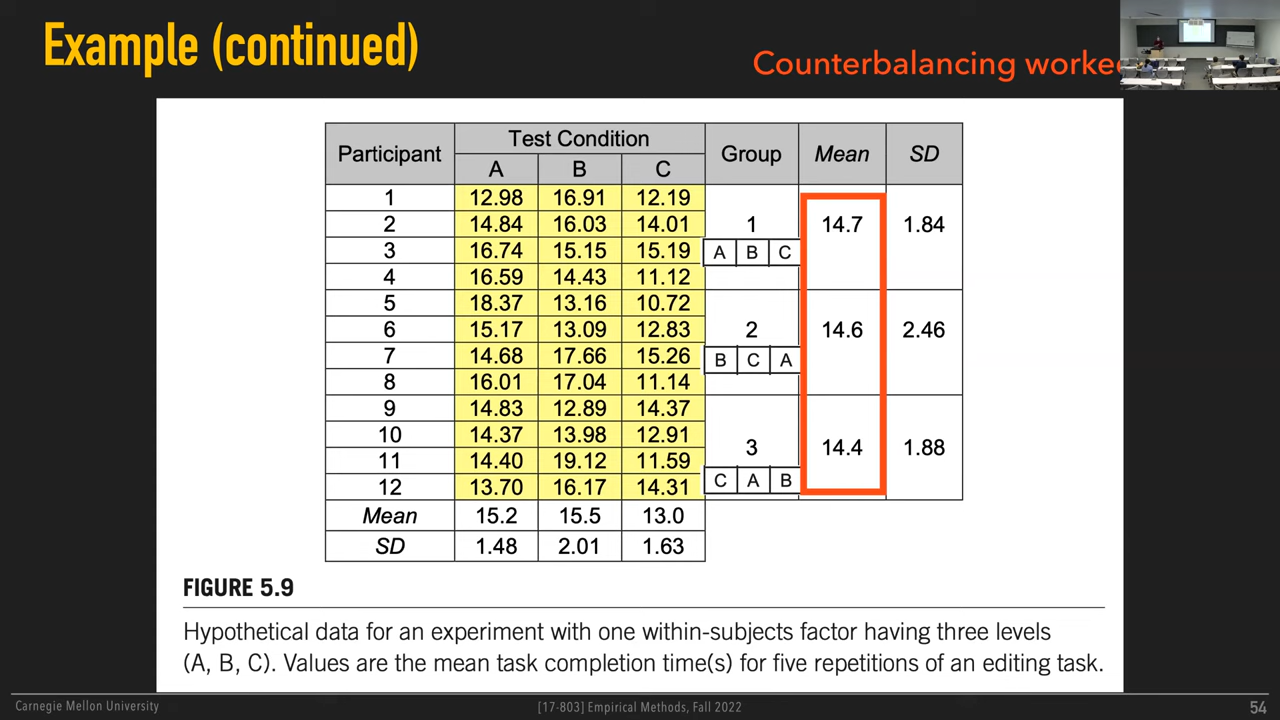 Example (continued)
Counterbalancing worked
Participant Test Condition Group Mean SD
A B C
1 12.98 16.91 12.19
2 14.84 16.03 14.01 1 14.7 1.84
3 16.74 15.15 15.19 A B C
4 16.59 14.43 11.12
5 18.37 13.16 10.72
6 15.17 13.09 12.83 2 14.6 2.46
7 14.68 17.66 15.26 B C A
8 16.01 17.04 11.14
9 14.83 12.89 14.37
10 14.37 13.98 12.91 3 14.4 1.88
11 14.40 19.12 11.59
12 13.70 16.17 14.31 C A B
Mean 15.2 15.5 13.0
SD 1.48 2.01 1.63
FIGURE 5.9
Hypothetical data for an experiment with one within-subjects factor having three levels
(A, B, C). Values are the mean task completion time(s) for five repetitions of an editing task.
Carnegie Mellon University [17-803] Empirical Methods, Fall 2022 54